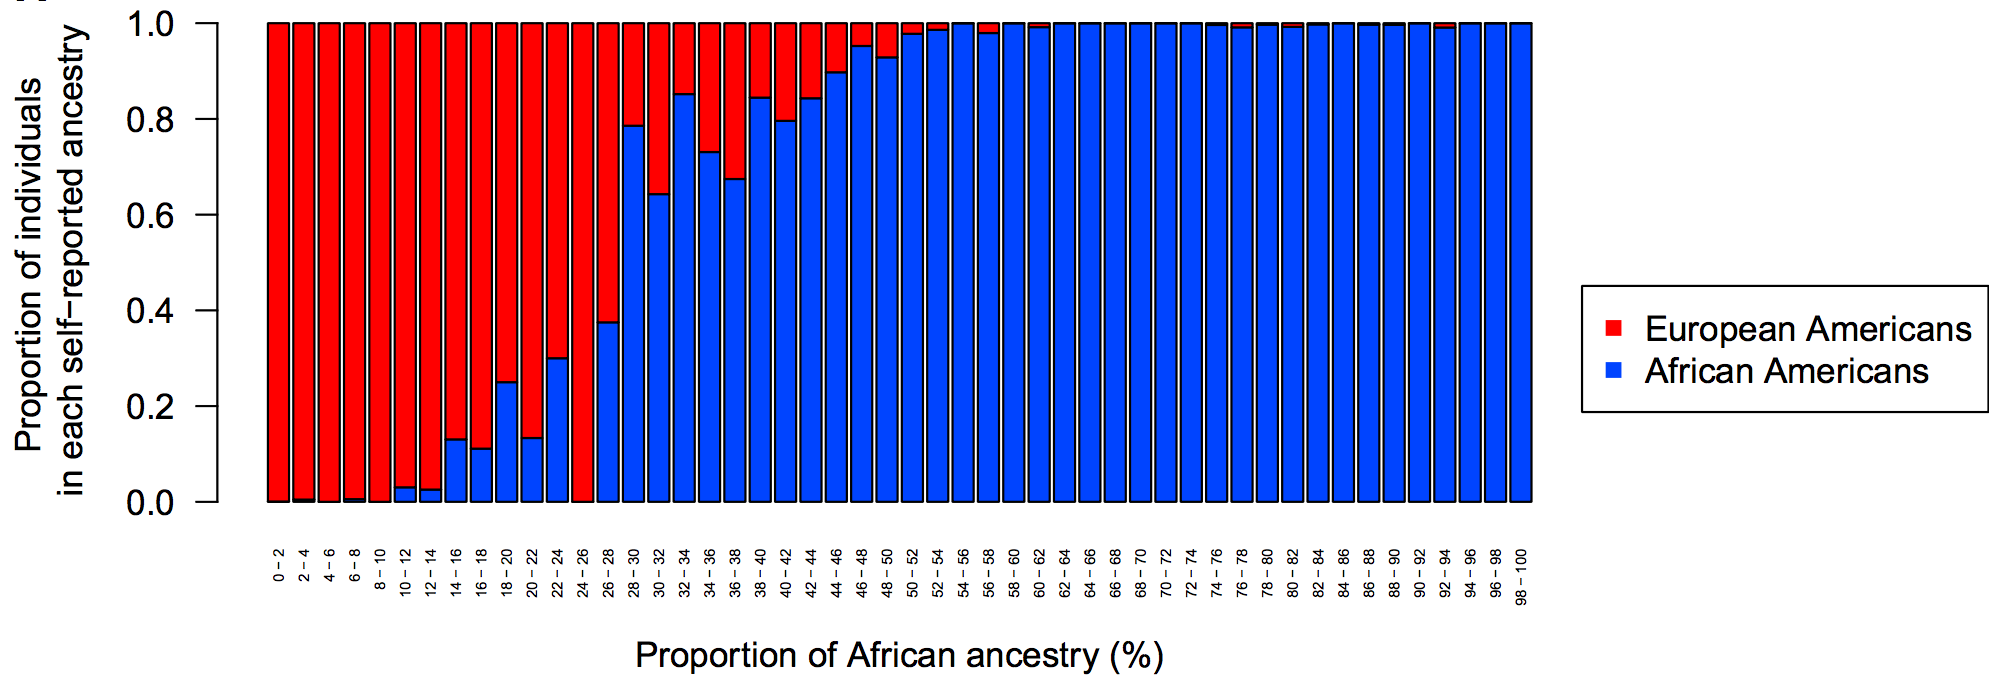 Proportion of individuals
in each self-reported ancestry
1.0
0.8
0.6
0.4
0.2
0.0
0 – 2
2 – 4
4 – 6
6 – 8
8 – 10
10 – 12
12 – 14
14 – 16
16 – 18
18 – 20
20 – 22
22 – 24
24 – 26
26 – 28
28 – 30
30 – 32
32 – 34
34 – 36
36 – 38
38 – 40
40 – 42
42 – 44
44 – 46
46 – 48
48 – 50
50 – 52
52 – 54
54 – 56
56 – 58
58 – 60
60 – 62
62 – 64
64 – 66
66 – 68
68 – 70
70 – 72
72 – 74
74 – 76
76 – 78
78 – 80
80 – 82
82 – 84
84 – 86
86 – 88
88 – 90
90 – 92
92 – 94
94 – 96
96 – 98
98 – 100
Proportion of African ancestry (%)
European Americans
African Americans